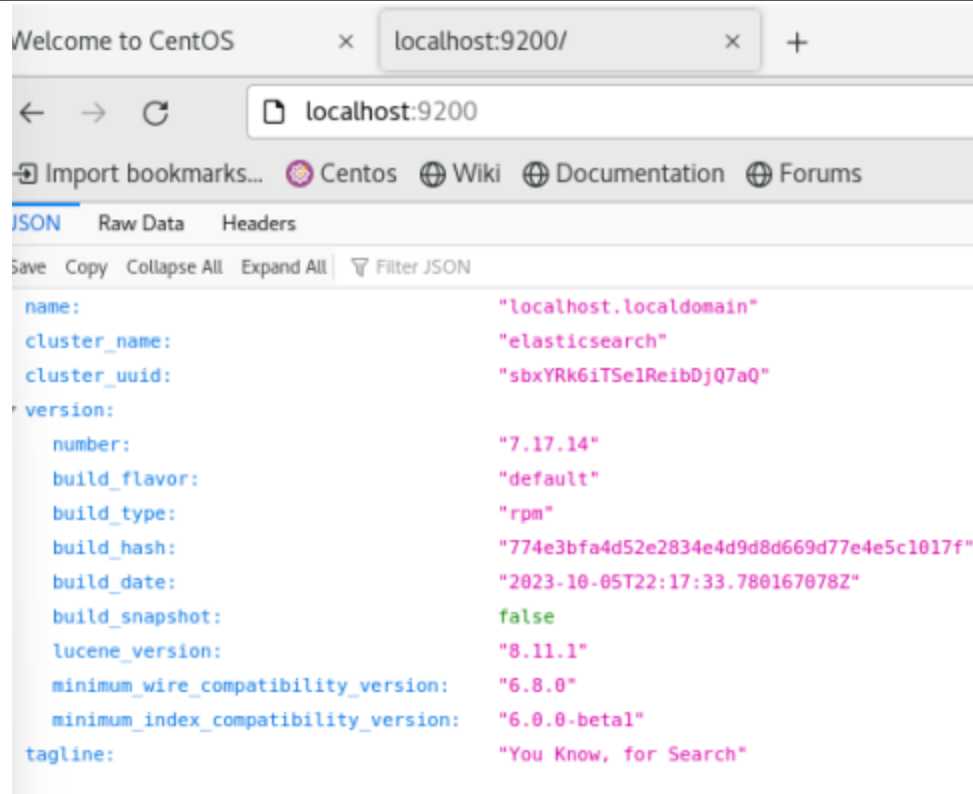 Welcome to CentOS × localhost:9200/ × +
localhost:9200
Import bookmarks... Centos Wiki Documentation Forums
JSON Raw Data Headers
Save Copy Collapse All Expand All Filter JSON
name: "localhost.localdomain"
cluster_name: "elasticsearch"
cluster_uuid: "sbxYRk6iTSe1ReibDjQ7aQ"
version:
number: "7.17.14"
build_flavor: "default"
build_type: "rpm"
build_hash: "774e3bfa4d52e2834e4d9d8d669d77e4e5c1017f"
build_date: "2023-10-05T22:17:33.780167078Z"
build_snapshot: false
lucene_version: "8.11.1"
minimum_wire_compatibility_version: "6.8.0"
minimum_index_compatibility_version: "6.0.0-beta1"
tagline: "You Know, for Search"